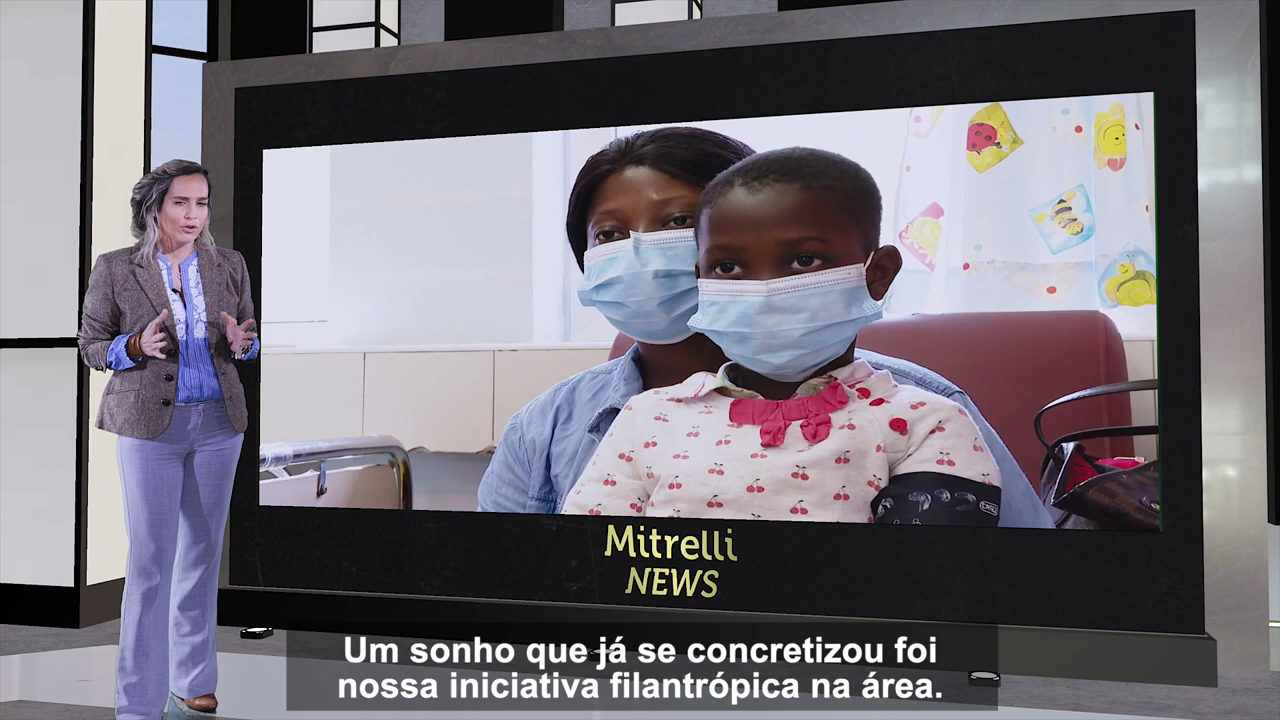 Mitrelli
NEWS
Um sonho que já se concretizou foi
nossa iniciativa filantrópica na área.